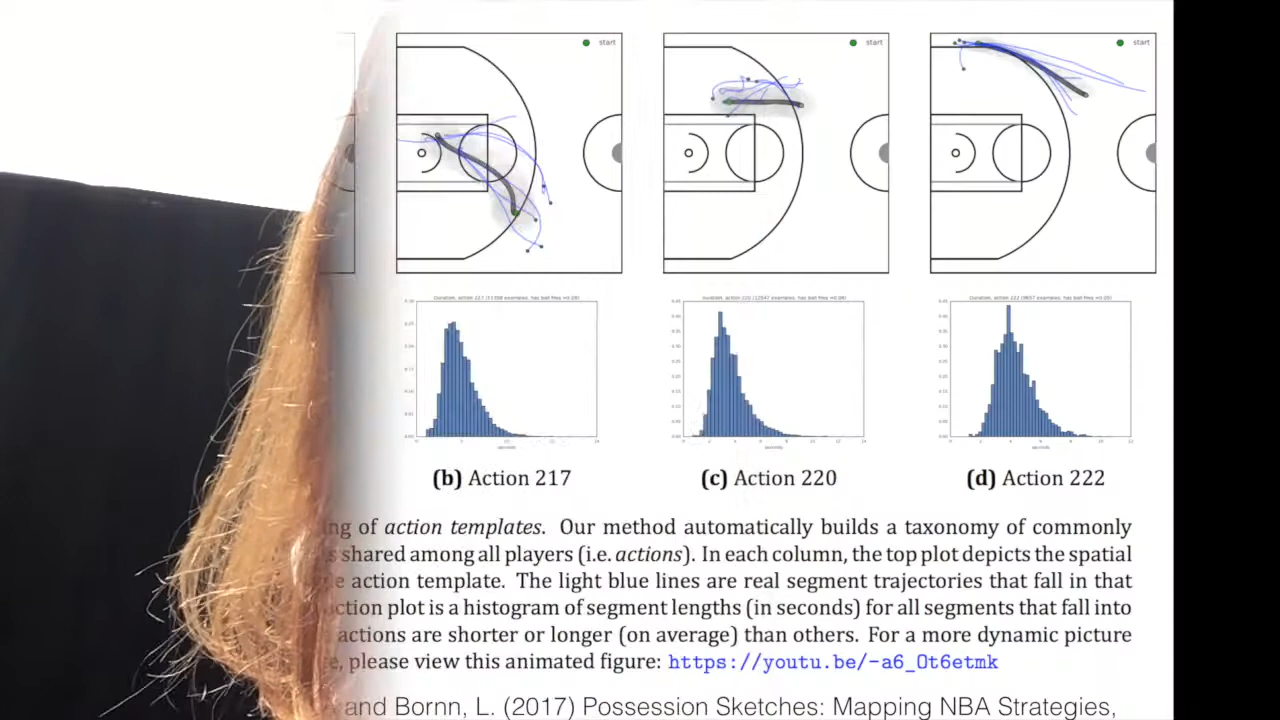 start
start
start
(b) Action 217
(c) Action 220
(d) Action 222
of action templates. Our method automatically builds a taxonomy of commonly
shared among all players (i.e. actions). In each column, the top plot depicts the spatial
action template. The light blue lines are real segment trajectories that fall in that
plot is a histogram of segment lengths (in seconds) for all segments that fall into
actions are shorter or longer (on average) than others. For a more dynamic picture
, please view this animated figure: https://youtu.be/-a6_Ot6etmk
and Bornn, L. (2017) Possession Sketches: Mapping NBA Strategies,